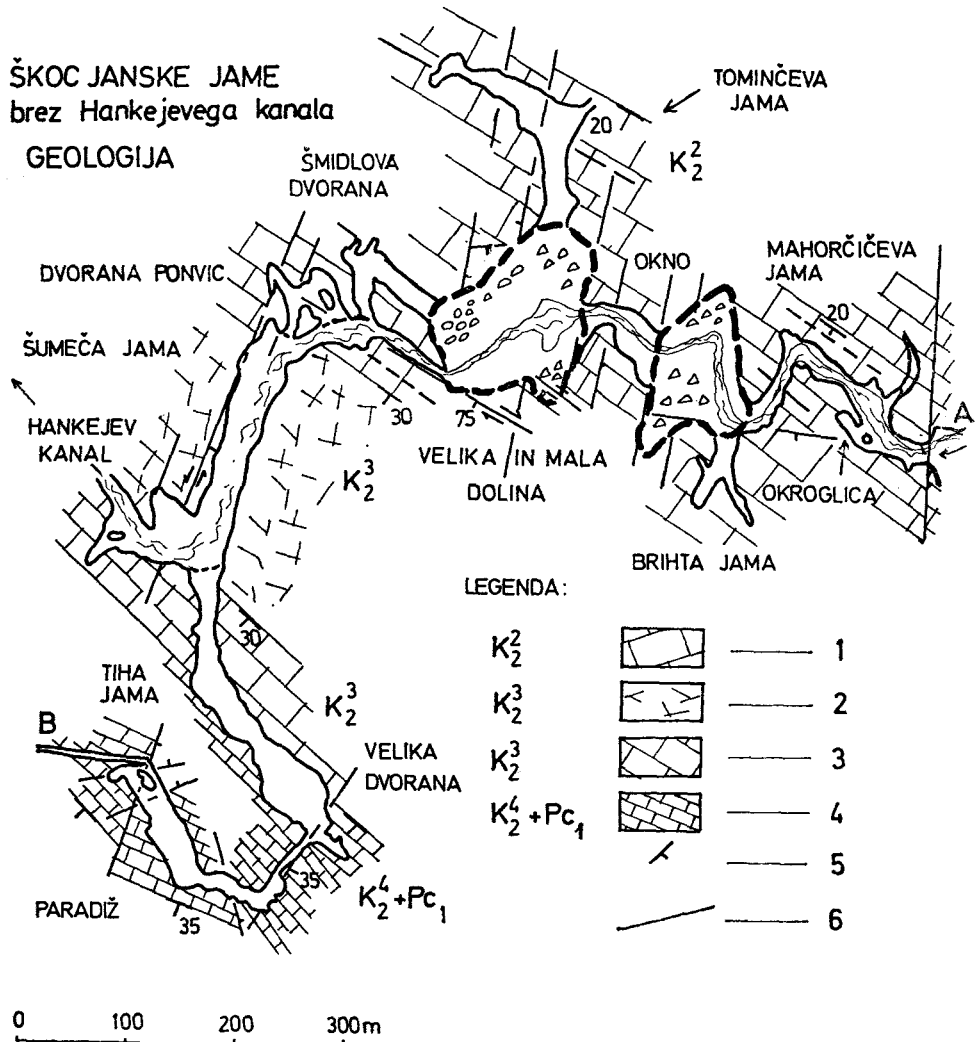 ŠKOCJANSKE JAME
brez Hankejevega kanala
GEOLOGIJA
TOMINČEVA
JAMA
20
K₂²
ŠMIDLOVA
DVORANA
OKNO
MAHORČIČEVA
JAMA
DVORANA PONVIC
20
ŠUMEČA JAMA
30
75
A
HANKEJEV
KANAL
VELIKA IN MALA
DOLINA
OKROGLICA
K₂³
BRIHTA JAMA
LEGENDA:
30
K₂² 1
TIHA
JAMA
K₂³
K₂³ 2
B
VELIKA
DVORANA
K₂³ 3
K₂⁴+Pc₁ 4
35
5
K₂⁴+Pc₁
PARADIŽ
35
6
0 100 200 300m